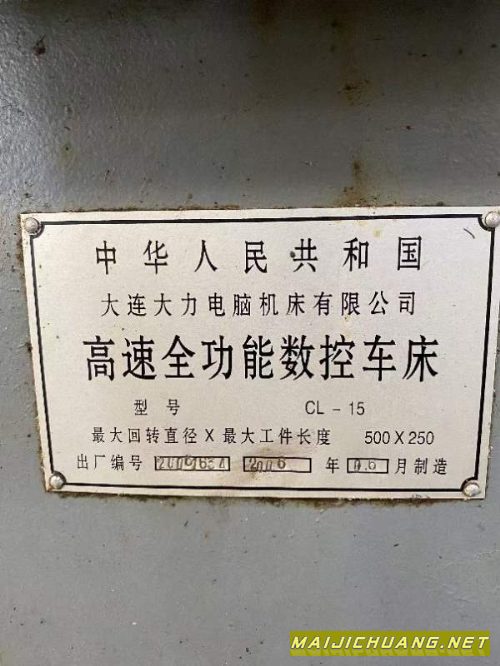 中华人民共和国
大连大力电脑机床有限公司
高速全功能数控车床
型号 CL-15
最大回转直径X最大工件长度 500X250
出厂编号 2006 年 06 月制造
MAIJICHUANG.NET